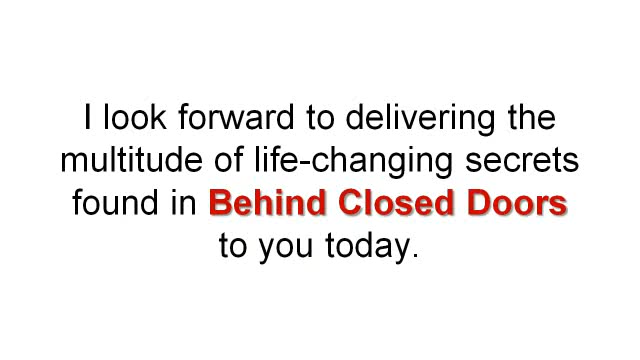 I look forward to delivering the
multitude of life-changing secrets
found in Behind Closed Doors
to you today.